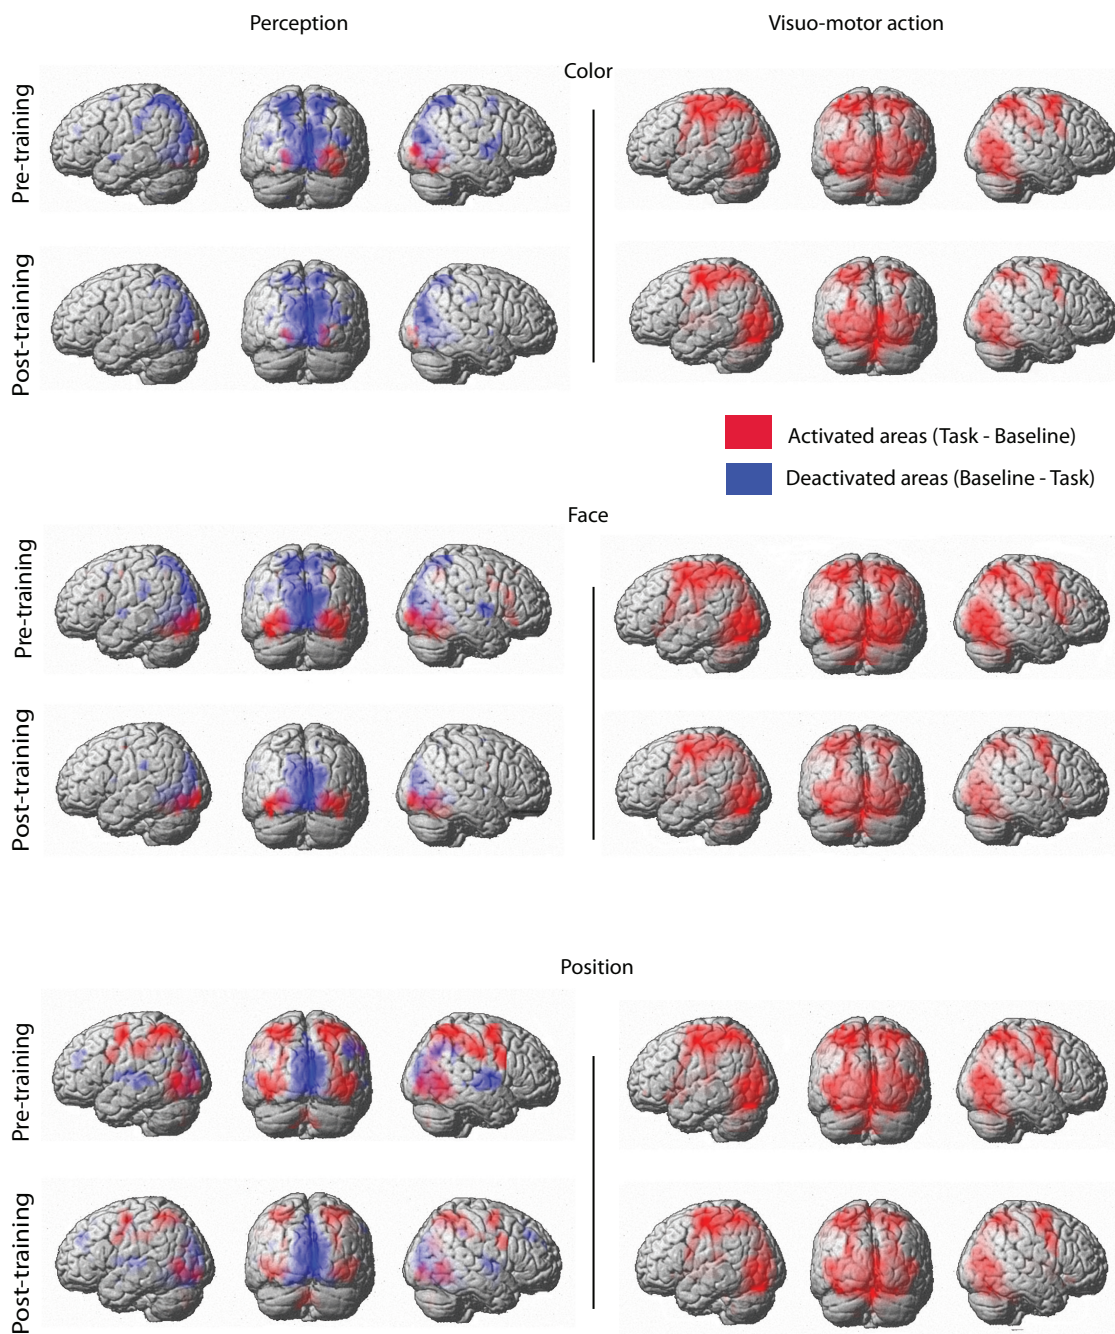 Perception
Visuo-motor action
Color
Pre-training
Post-training
Activated areas (Task - Baseline)
Deactivated areas (Baseline - Task)
Face
Pre-training
Post-training
Position
Pre-training
Post-training